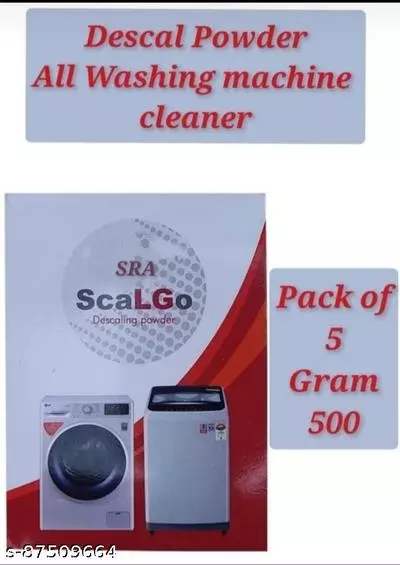 Descal Powder
All Washing machine
cleaner
SRA
ScaLGo
Descaling powder
Pack of
5
Gram
500
s-87509664